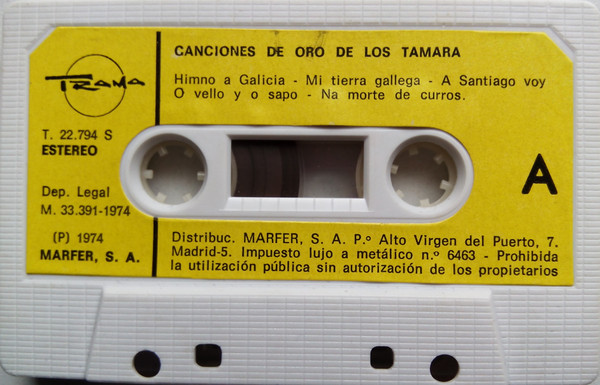 TRAMA
T. 22.794 S
ESTEREO
Dep. Legal
M. 33.391-1974
(P) 1974
MARFER, S. A.
CANCIONES DE ORO DE LOS TAMARA
Himno a Galicia - Mi tierra gallega - A Santiago voy
O vello y o sapo - Na morte de curros.
A
Distribuc. MARFER, S. A. P.º Alto Virgen del Puerto, 7.
Madrid-5. Impuesto lujo a metálico n.º 6463 - Prohibida
la utilización pública sin autorización de los propietarios